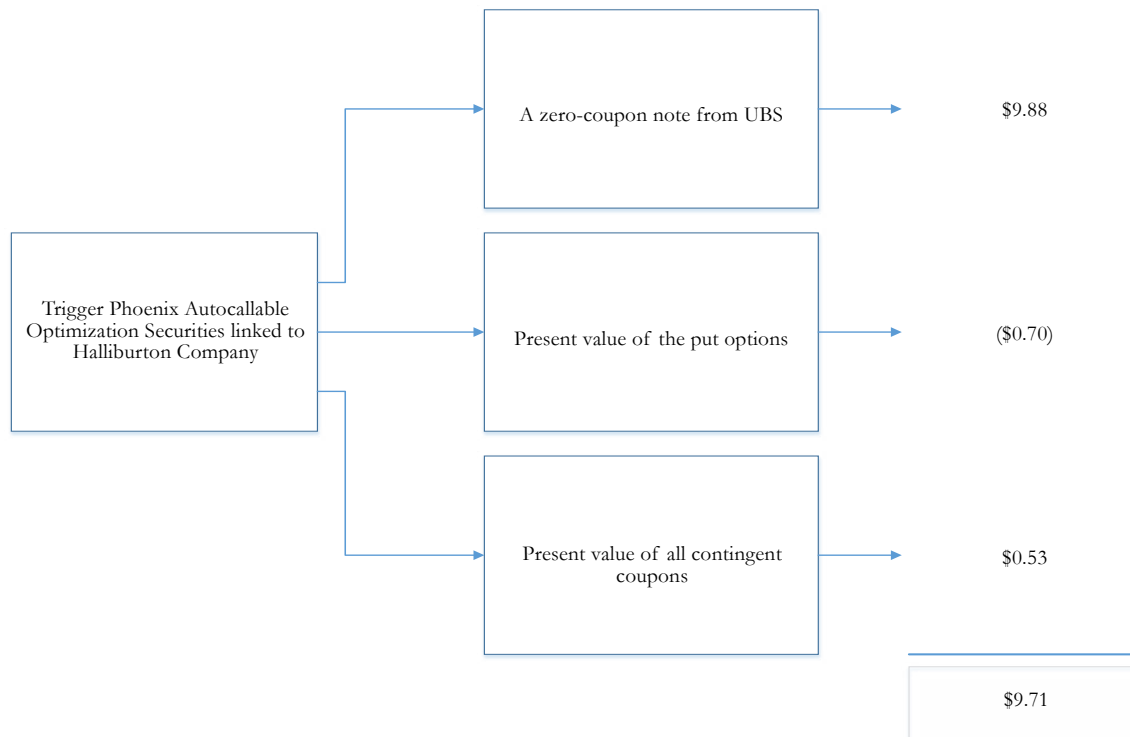 A zero-coupon note from UBS
$9.88
Trigger Phoenix Autocallable
Optimization Securities linked to
Halliburton Company
Present value of the put options
($0.70)
Present value of all contingent
coupons
$0.53
$9.71